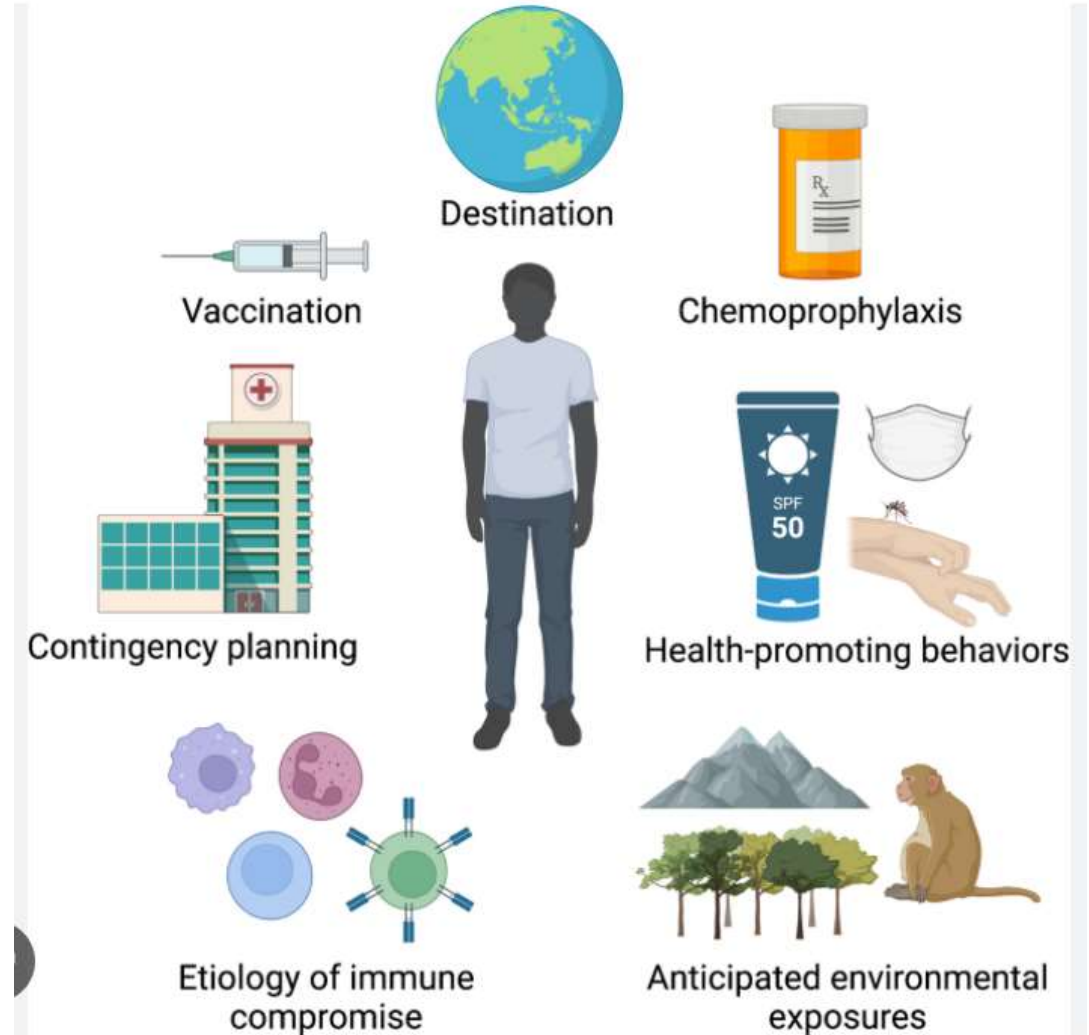 Destination
Rx
Vaccination
Chemoprophylaxis
SPF
50
Contingency planning
Health-promoting behaviors
Etiology of immune
compromise
Anticipated environmental
exposures